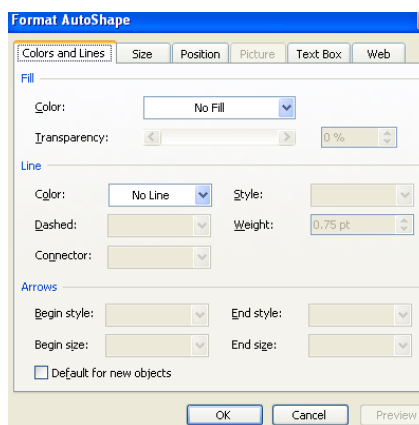 Format AutoShape
Colors and Lines Size Position Picture Text Box Web
Fill
Color: No Fill
Transparency: 0 %
Line
Color: No Line Style:
Dashed: Weight: 0.75 pt
Connector:
Arrows
Begin style: End style:
Begin size: End size:
Default for new objects
OK Cancel Preview